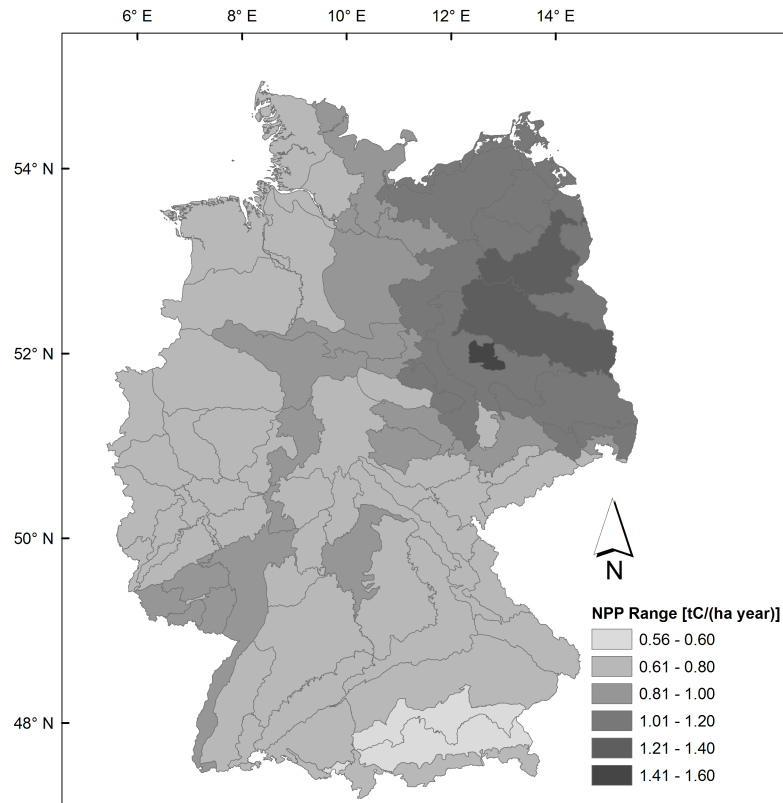 6° E 8° E 10° E 12° E 14° E
54° N
52° N
50° N
48° N
N
NPP Range [tC/(ha year)]
0.56 - 0.60
0.61 - 0.80
0.81 - 1.00
1.01 - 1.20
1.21 - 1.40
1.41 - 1.60